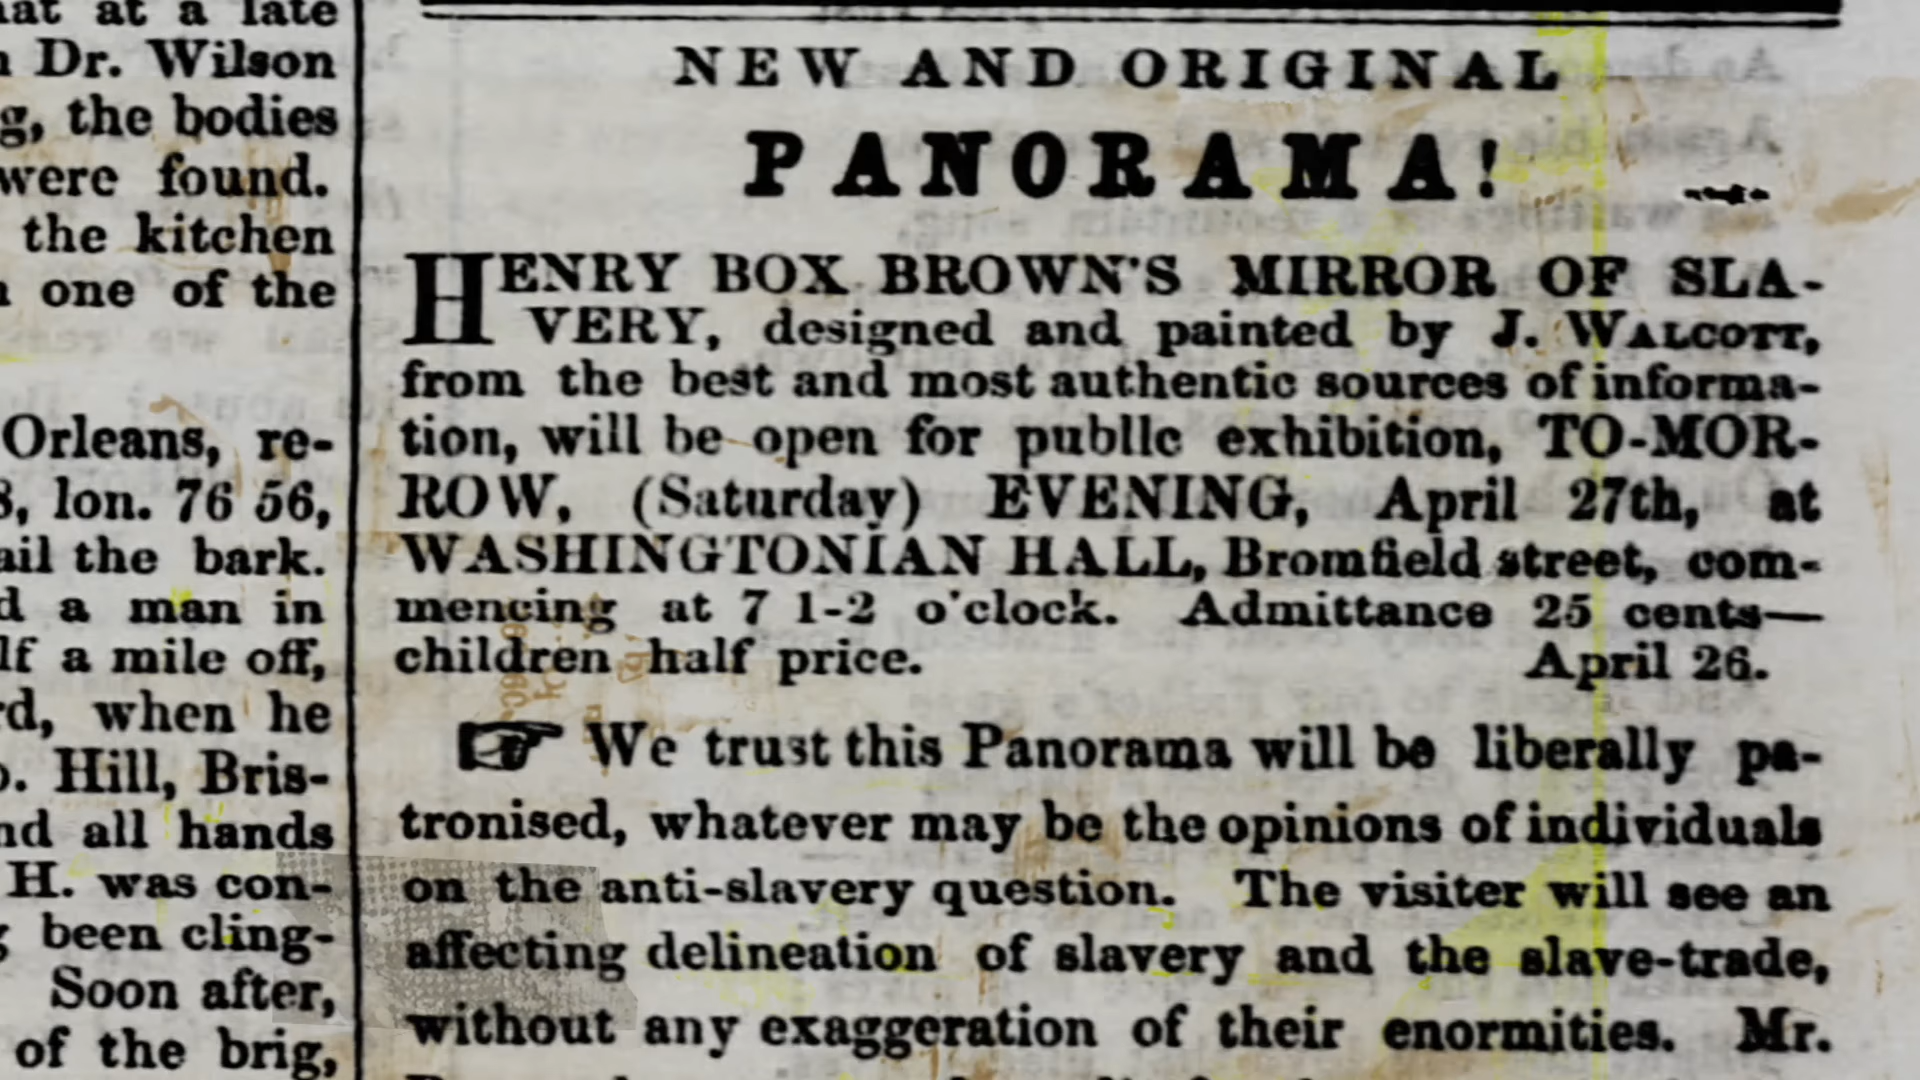 at a late
Dr. Wilson
g, the bodies
were found.
the kitchen
one of the
Orleans, re-
8, lon. 76 56,
ail the bark.
d a man in
lf a mile off,
rd, when he
o. Hill, Bris-
nd all hands
H. was con-
g been cling-
Soon after,
of the brig,
NEW AND ORIGINAL
PANORAMA!
HENRY BOX BROWN'S MIRROR OF SLA-
VERY, designed and painted by J. WALCOTT,
from the best and most authentic sources of informa-
tion, will be open for public exhibition, TO-MOR-
ROW, (Saturday) EVENING, April 27th, at
WASHINGTONIAN HALL, Bromfield street, com-
mencing at 7 1-2 o'clock. Admittance 25 cents—
children half price. April 26.
☞ We trust this Panorama will be liberally pa-
tronised, whatever may be the opinions of individuals
on the anti-slavery question. The visiter will see an
affecting delineation of slavery and the slave-trade,
without any exaggeration of their enormities. Mr.